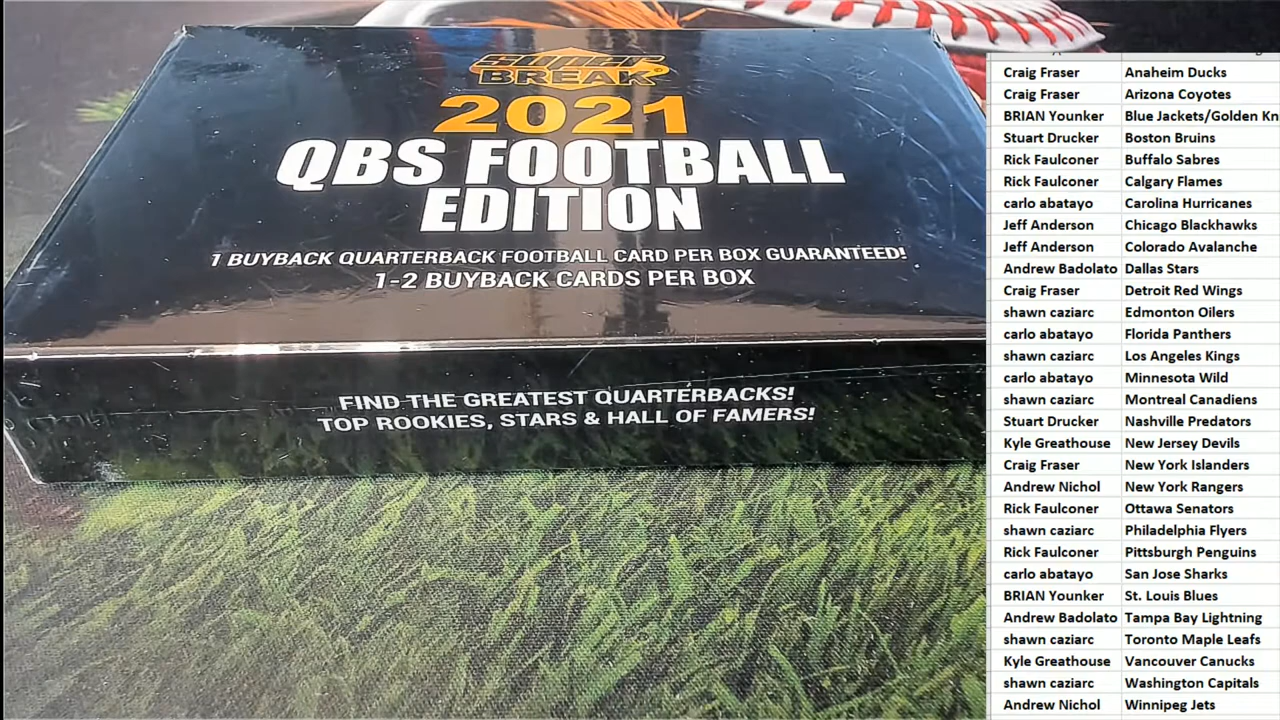 SUPER
BREAK
2021
QBS FOOTBALL
EDITION
1 BUYBACK QUARTERBACK FOOTBALL CARD PER BOX GUARANTEED!
1-2 BUYBACK CARDS PER BOX
FIND THE GREATEST QUARTERBACKS!
TOP ROOKIES, STARS & HALL OF FAMERS!
Craig Fraser Anaheim Ducks
Craig Fraser Arizona Coyotes
BRIAN Younker Blue Jackets/Golden Kn
Stuart Drucker Boston Bruins
Rick Faulconer Buffalo Sabres
Rick Faulconer Calgary Flames
carlo abatayo Carolina Hurricanes
Jeff Anderson Chicago Blackhawks
Jeff Anderson Colorado Avalanche
Andrew Badolato Dallas Stars
Craig Fraser Detroit Red Wings
shawn caziarc Edmonton Oilers
carlo abatayo Florida Panthers
shawn caziarc Los Angeles Kings
carlo abatayo Minnesota Wild
shawn caziarc Montreal Canadiens
Stuart Drucker Nashville Predators
Kyle Greathouse New Jersey Devils
Craig Fraser New York Islanders
Andrew Nichol New York Rangers
Rick Faulconer Ottawa Senators
shawn caziarc Philadelphia Flyers
Rick Faulconer Pittsburgh Penguins
carlo abatayo San Jose Sharks
BRIAN Younker St. Louis Blues
Andrew Badolato Tampa Bay Lightning
shawn caziarc Toronto Maple Leafs
Kyle Greathouse Vancouver Canucks
shawn caziarc Washington Capitals
Andrew Nichol Winnipeg Jets